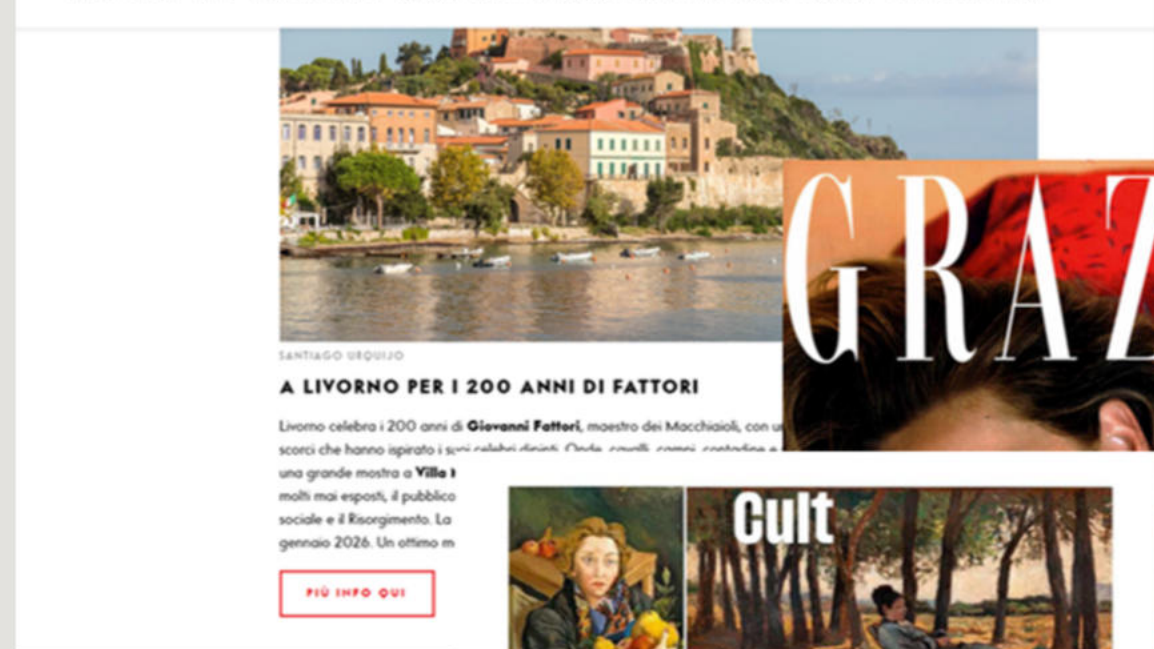 SANTIAGO URQUIJO
A LIVORNO PER I 200 ANNI DI FATTORI
Livorno celebra i 200 anni di Giovanni Fattori, maestro dei Macchiaioli, con
scorci che hanno ispirato i suoi celebri dipinti. Onde, cavalli, campi, contadine e
una grande mostra a Villa
molti mai esposti, il pubblico
sociale e il Risorgimento. La
gennaio 2026. Un ottimo
PIÙ INFO QUI
GRAZ
Cult